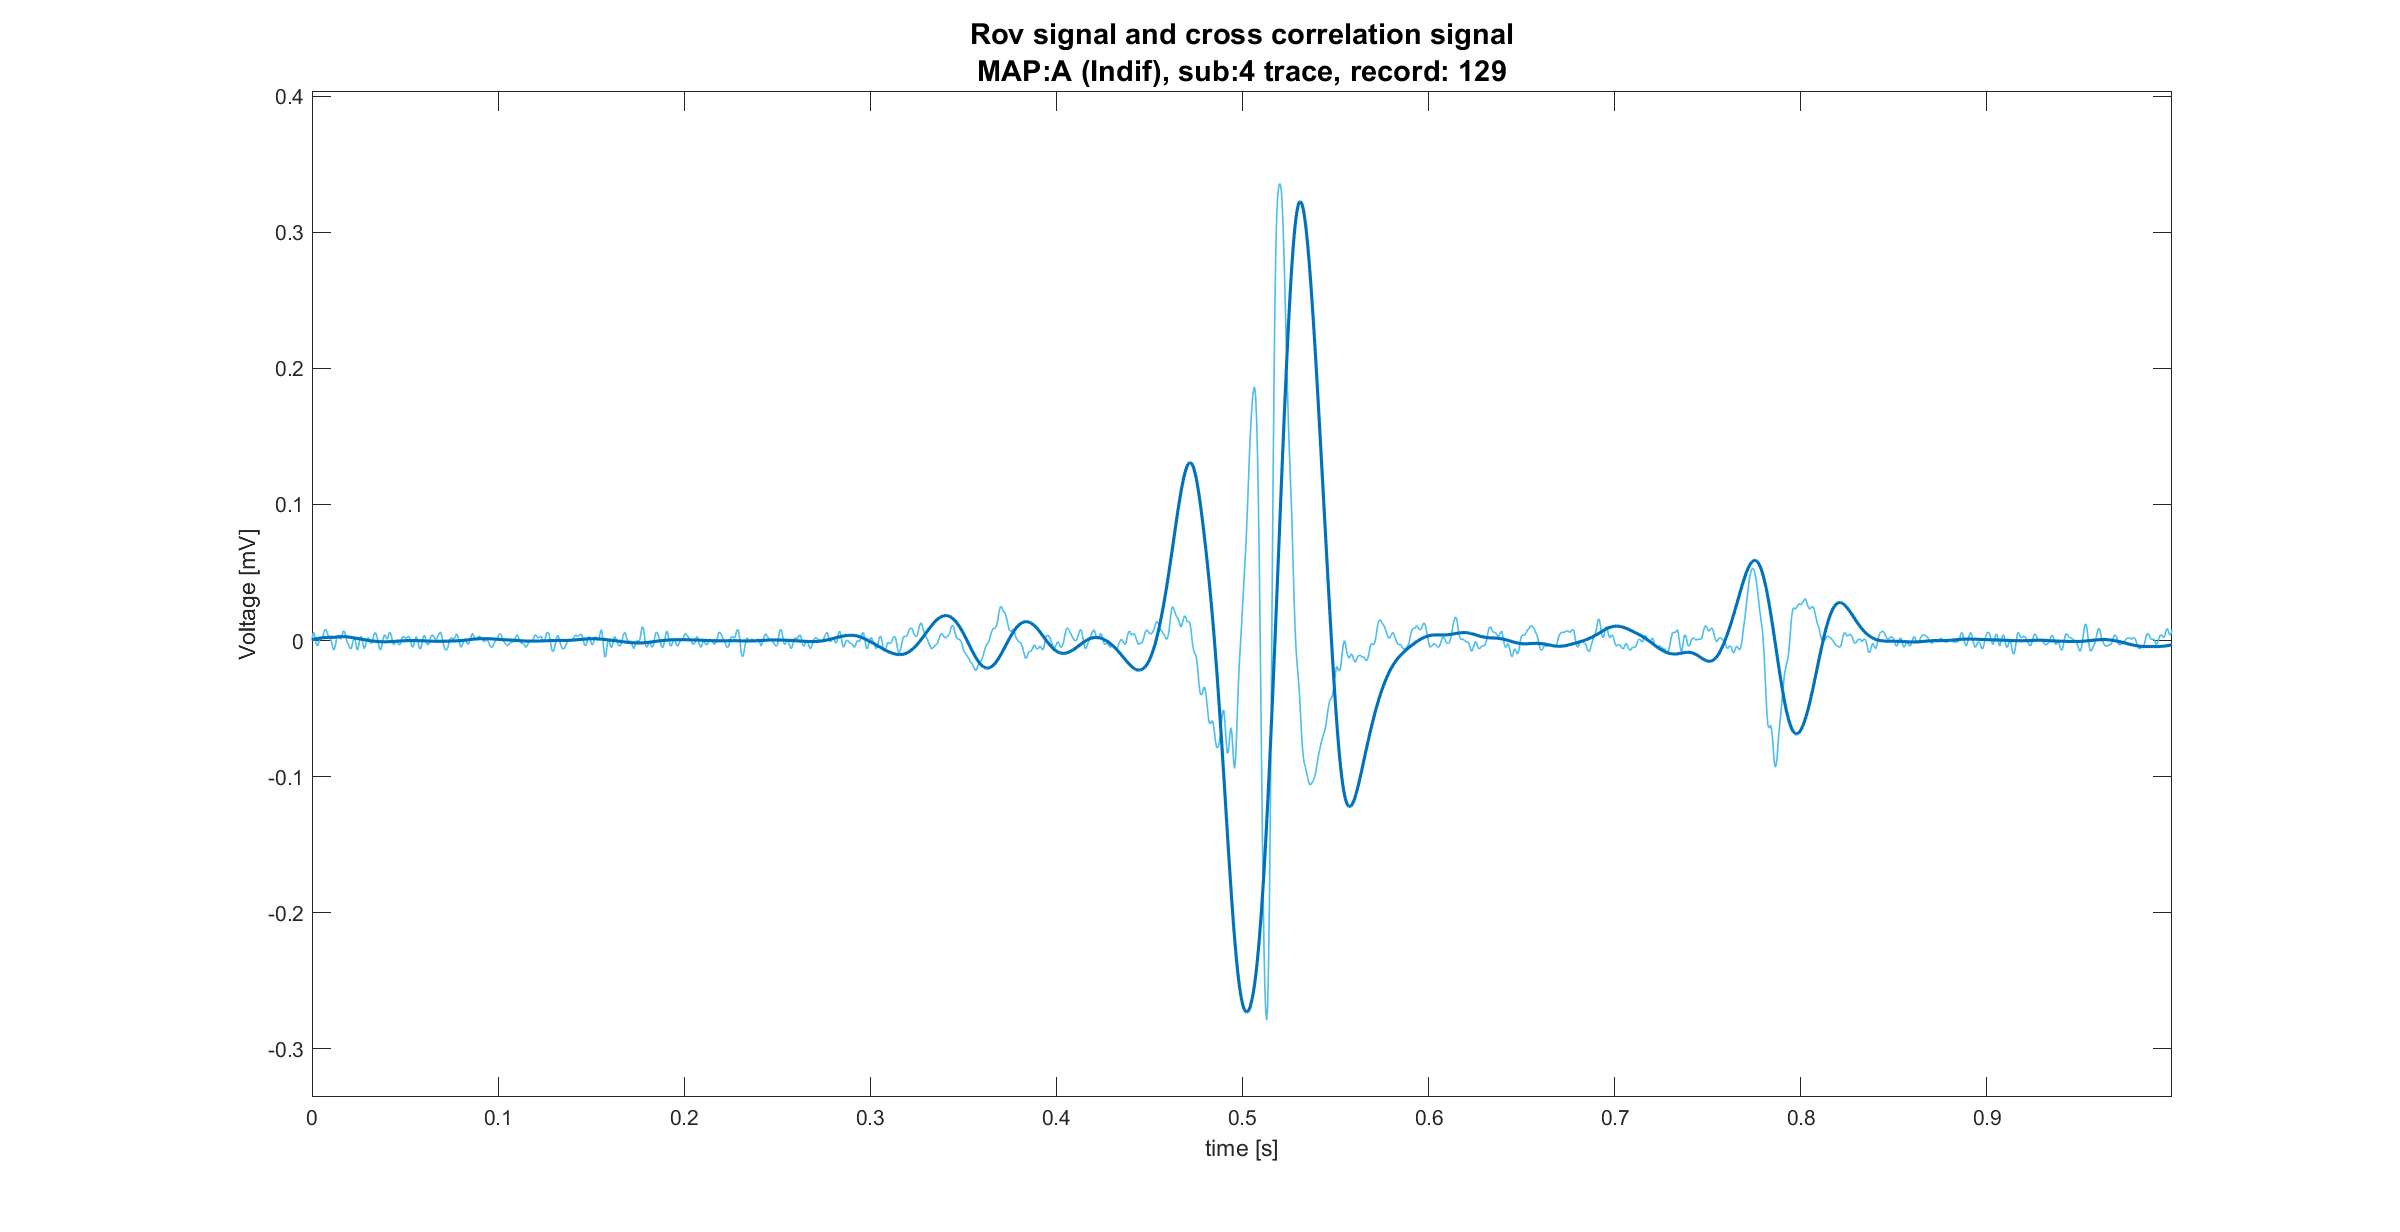 Rov signal and cross correlation signal
MAP:A (Indif), sub:4 trace, record: 129
0.4
0.3
0.2
0.1
0
-0.1
-0.2
-0.3
Voltage [mV]
0 0.1 0.2 0.3 0.4 0.5 0.6 0.7 0.8 0.9
time [s]